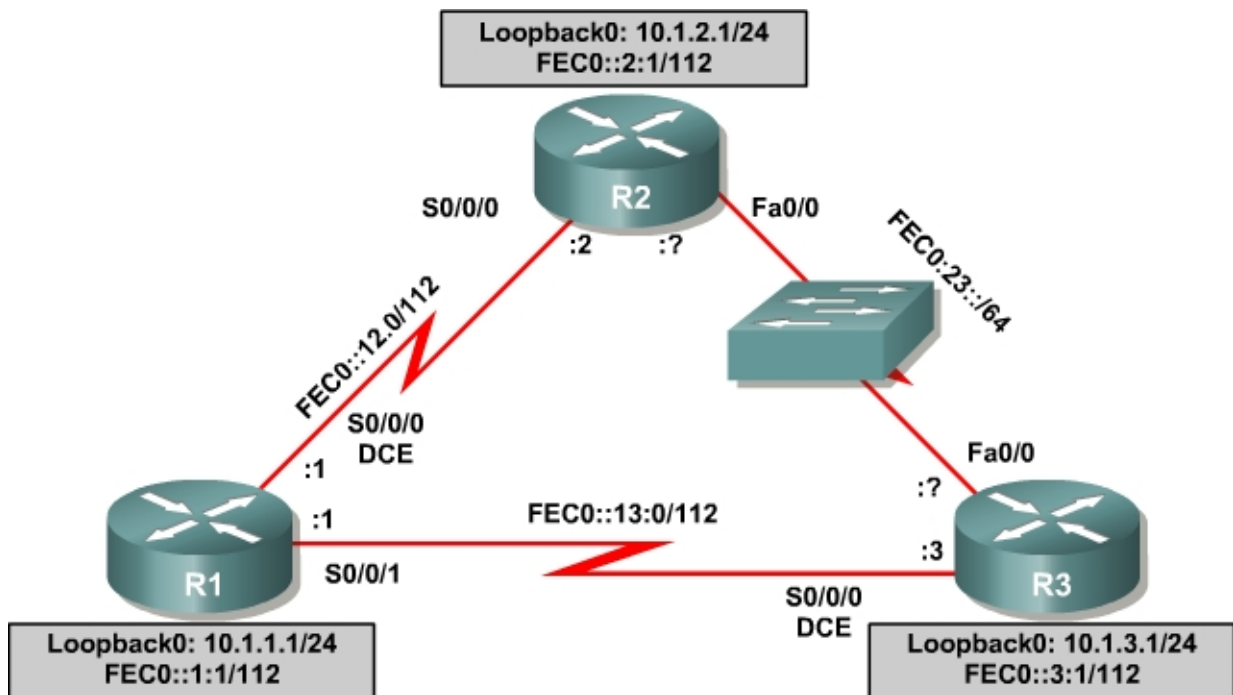 Loopback0: 10.1.2.1/24
FEC0::2:1/112
R2
S0/0/0
Fa0/0
:2
:?
FEC0:23::/64
FEC0::12.0/112
S0/0/0
DCE
:1
Fa0/0
:?
:1
FEC0::13:0/112
:3
R1
S0/0/1
S0/0/0
DCE
R3
Loopback0: 10.1.1.1/24
FEC0::1:1/112
Loopback0: 10.1.3.1/24
FEC0::3:1/112